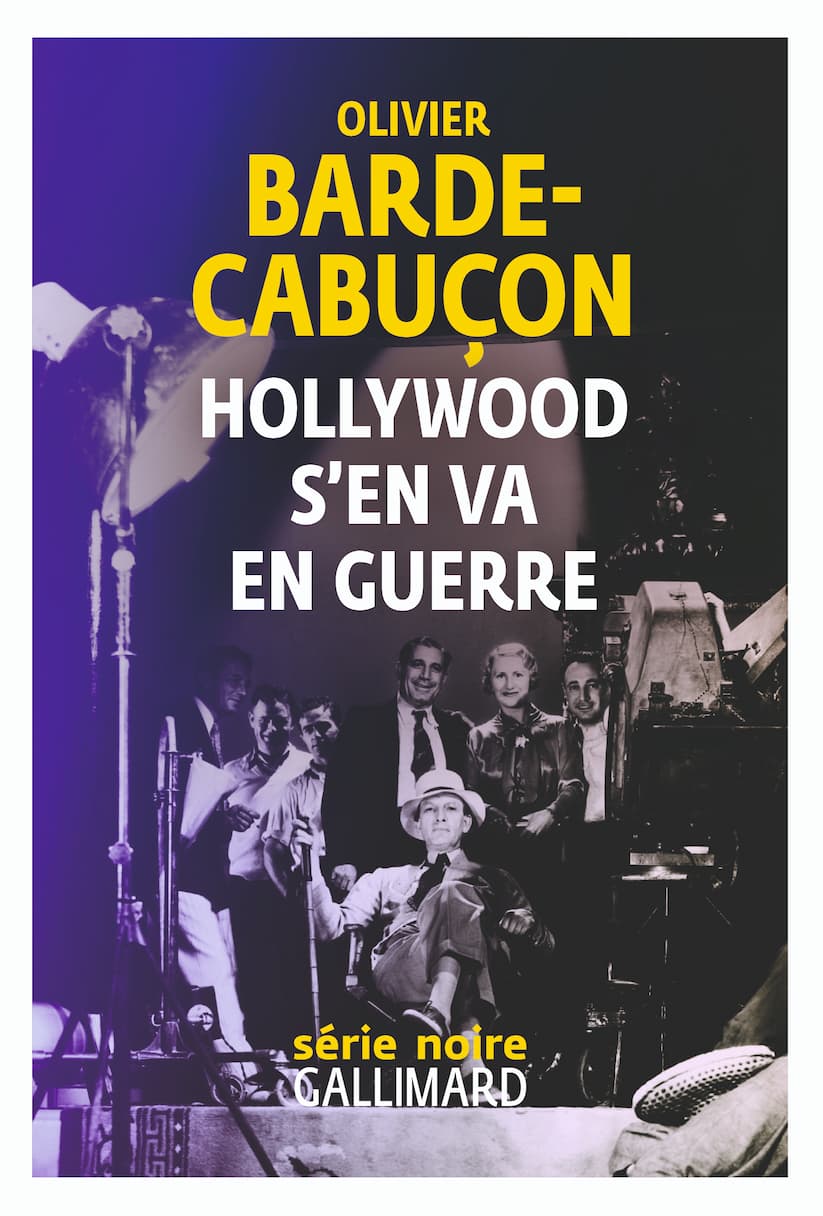 OLIVIER
BARDE-
CABUÇON
HOLLYWOOD
S'EN VA
EN GUERRE
série noire
GALLIMARD